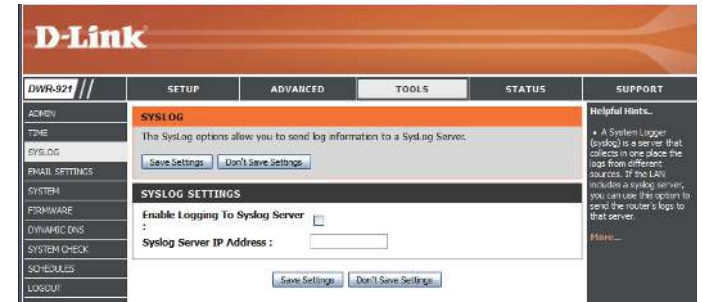 D-Link
DWR-921
SETUP
ADVANCED
TOOLS
STATUS
SUPPORT
ADMIN
TIME
SYSLOG
EMAIL SETTINGS
SYSTEM
FIRMWARE
DYNAMIC DNS
SYSTEM CHECK
SCHEDULES
LOGOUT
SYSLOG
The SysLog options allow you to send log information to a SysLog Server.
Save Settings
Don't Save Settings
SYSLOG SETTINGS
Enable Logging To Syslog Server
:
Syslog Server IP Address :
Save Settings
Don't Save Settings
Helpful Hints..
• A System Logger
(syslog) is a server that
collects in one place the
logs from different
sources. If the LAN
includes a syslog server,
you can use this option to
send the router's logs to
that server.
More...